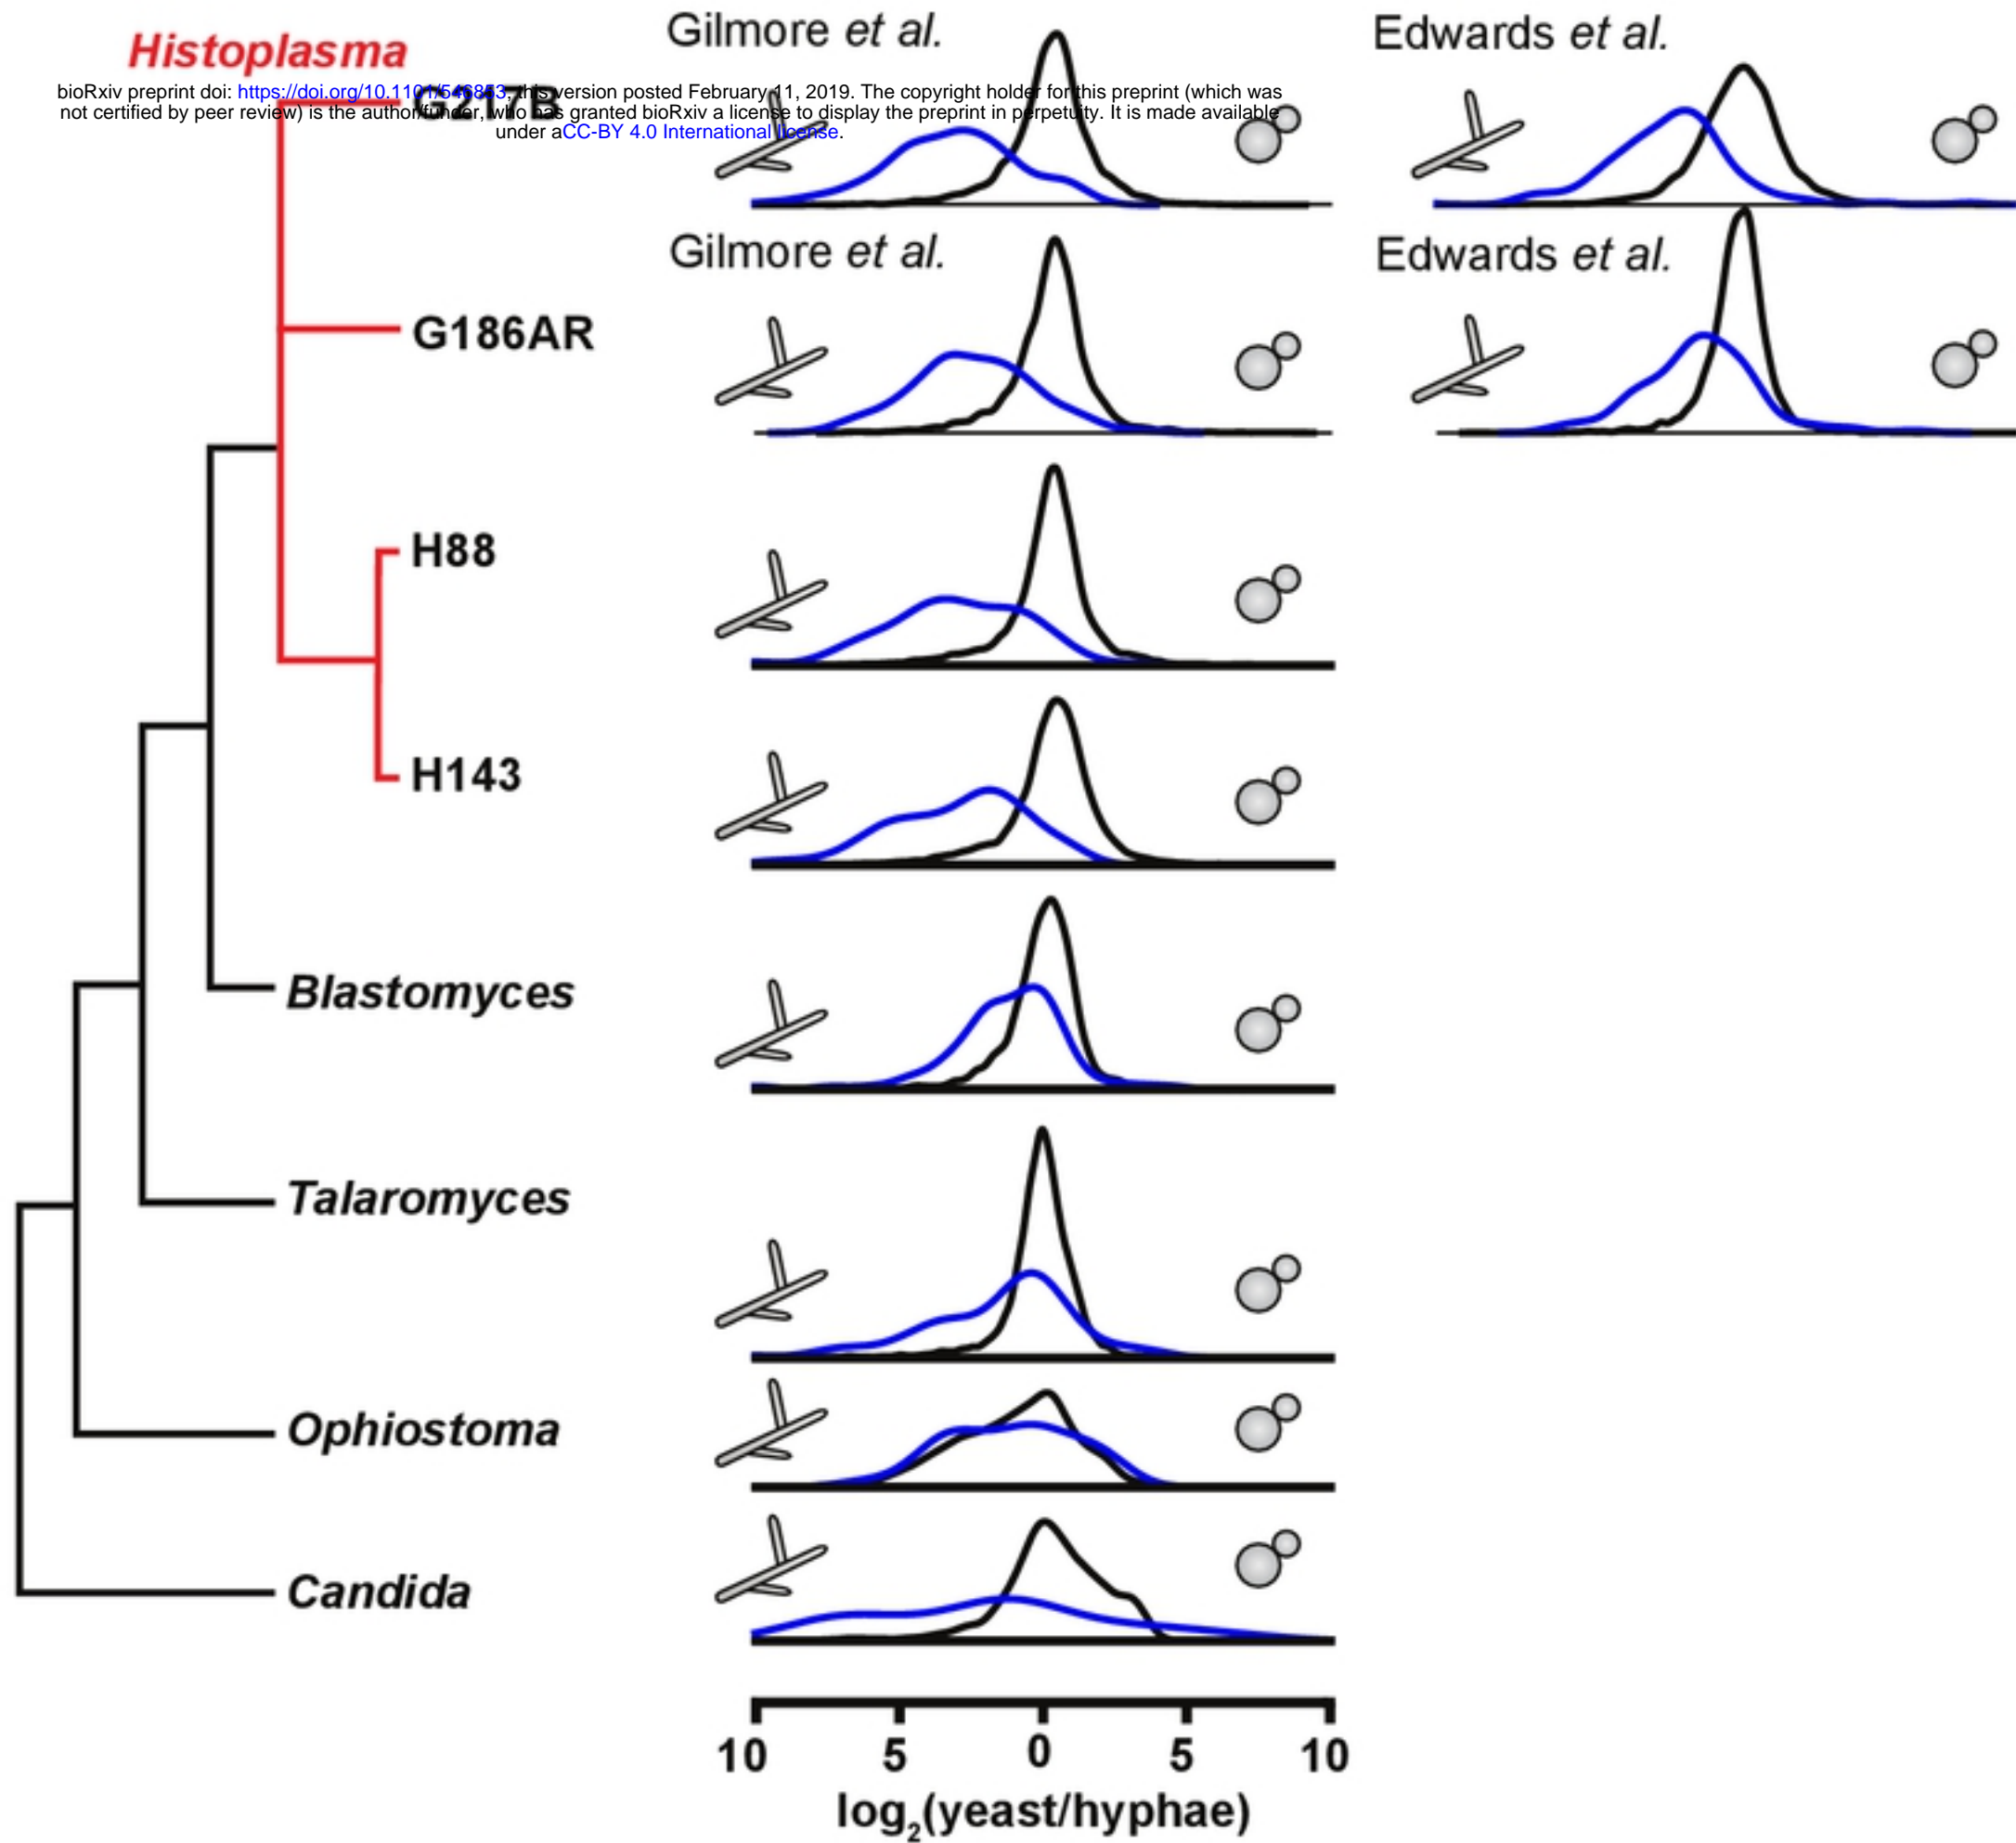 Histoplasma
Gilmore et al.
Edwards et al.
bioRxiv preprint doi: https://doi.org/10.1101/546853; this version posted February 11, 2019. The copyright holder for this preprint (which was
not certified by peer review) is the author/funder, who has granted bioRxiv a license to display the preprint in perpetuity. It is made available
under aCC-BY 4.0 International license.
G217B
Gilmore et al.
Edwards et al.
G186AR
H88
H143
Blastomyces
Talaromyces
Ophiostoma
Candida
10 5 0 5 10
log2(yeast/hyphae)